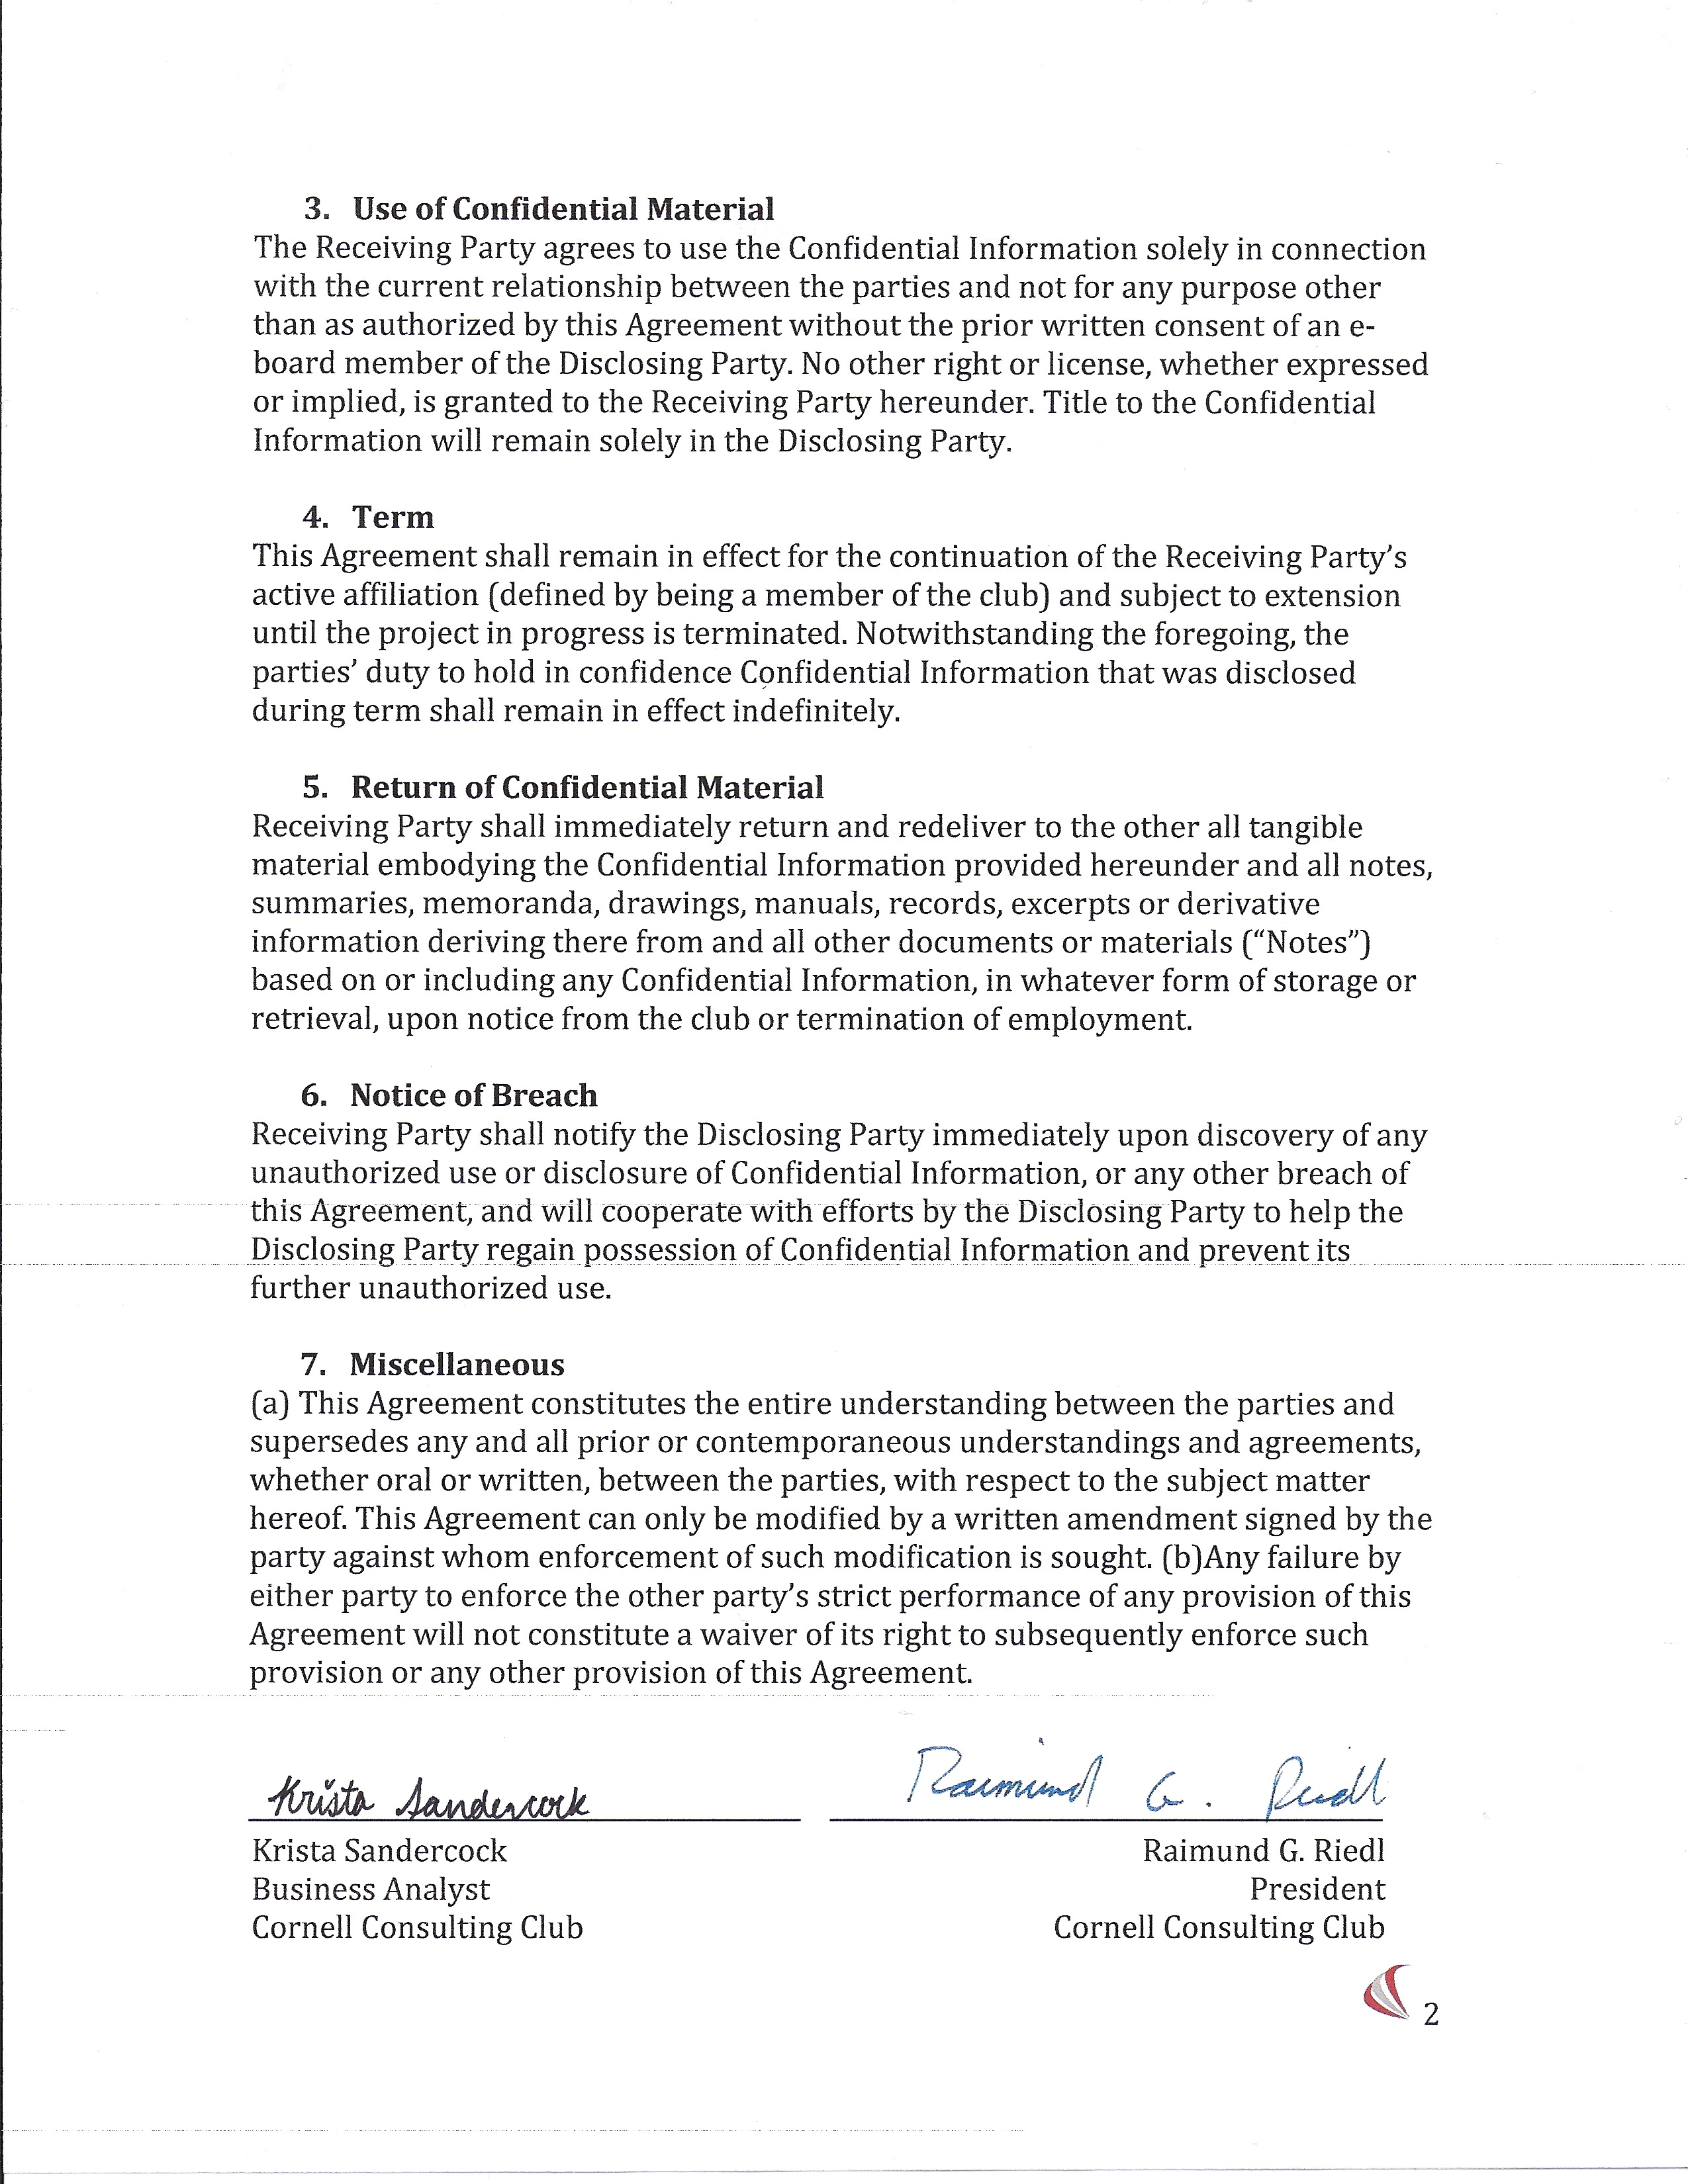 3. Use of Confidential Material
The Receiving Party agrees to use the Confidential Information solely in connection
with the current relationship between the parties and not for any purpose other
than as authorized by this Agreement without the prior written consent of an e-
board member of the Disclosing Party. No other right or license, whether expressed
or implied, is granted to the Receiving Party hereunder. Title to the Confidential
Information will remain solely in the Disclosing Party.
4. Term
This Agreement shall remain in effect for the continuation of the Receiving Party's
active affiliation (defined by being a member of the club) and subject to extension
until the project in progress is terminated. Notwithstanding the foregoing, the
parties' duty to hold in confidence Confidential Information that was disclosed
during term shall remain in effect indefinitely.
5. Return of Confidential Material
Receiving Party shall immediately return and redeliver to the other all tangible
material embodying the Confidential Information provided hereunder and all notes,
summaries, memoranda, drawings, manuals, records, excerpts or derivative
information deriving there from and all other documents or materials (“Notes”)
based on or including any Confidential Information, in whatever form of storage or
retrieval, upon notice from the club or termination of employment.
6. Notice of Breach
Receiving Party shall notify the Disclosing Party immediately upon discovery of any
unauthorized use or disclosure of Confidential Information, or any other breach of
this Agreement, and will cooperate with efforts by the Disclosing Party to help the
Disclosing Party regain possession of Confidential Information and prevent its
further unauthorized use.
7. Miscellaneous
(a) This Agreement constitutes the entire understanding between the parties and
supersedes any and all prior or contemporaneous understandings and agreements,
whether oral or written, between the parties, with respect to the subject matter
hereof. This Agreement can only be modified by a written amendment signed by the
party against whom enforcement of such modification is sought. (b)Any failure by
either party to enforce the other party's strict performance of any provision of this
Agreement will not constitute a waiver of its right to subsequently enforce such
provision or any other provision of this Agreement.
Krista Sandercock Raimund G. Riedl
Krista Sandercock Raimund G. Riedl
Business Analyst President
Cornell Consulting Club Cornell Consulting Club
2